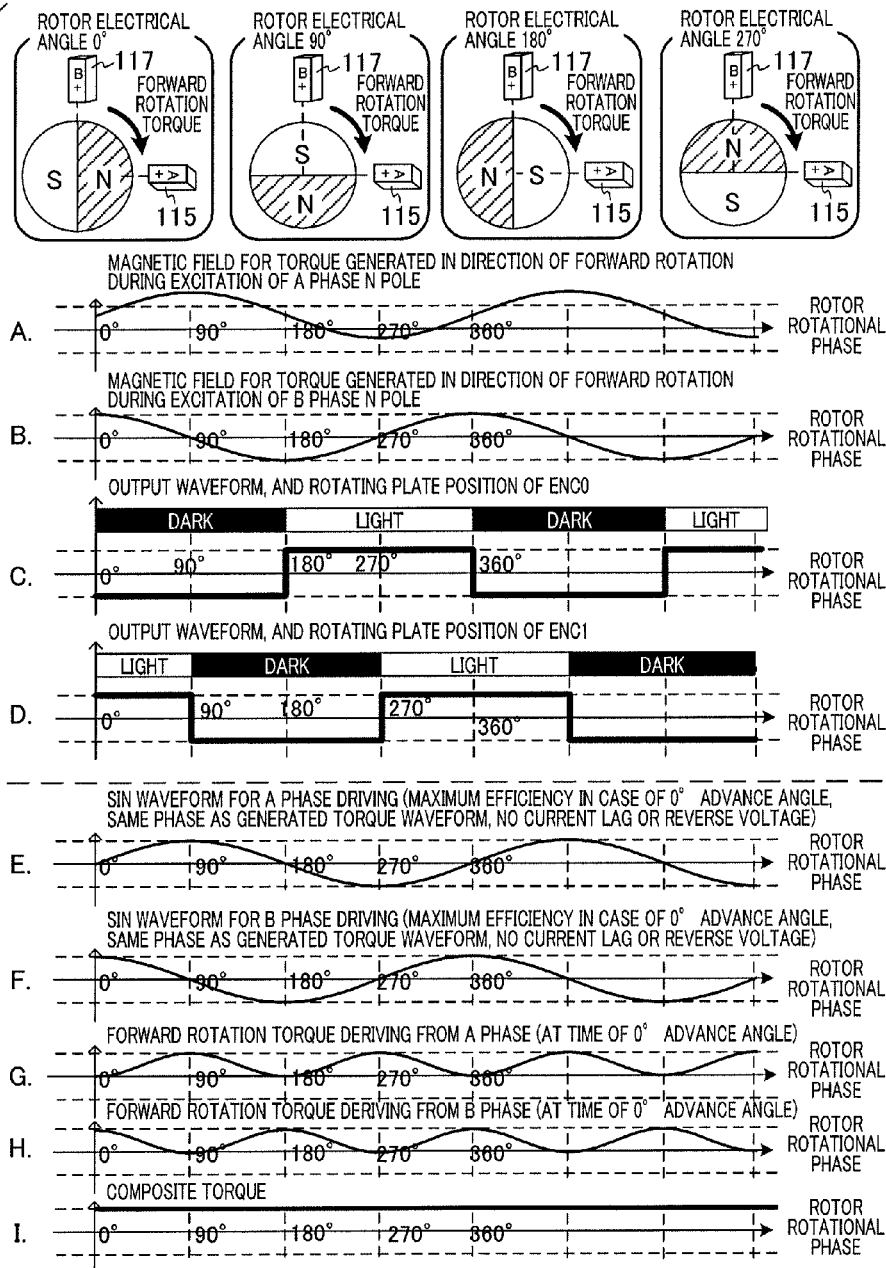 ROTOR ELECTRICAL
ANGLE 0°
B+
117
FORWARD
ROTATION
TORQUE
S
N
+A
115
ROTOR ELECTRICAL
ANGLE 90°
B+
117
FORWARD
ROTATION
TORQUE
S
N
+A
115
ROTOR ELECTRICAL
ANGLE 180°
B+
117
FORWARD
ROTATION
TORQUE
N
S
+A
115
ROTOR ELECTRICAL
ANGLE 270°
B+
117
FORWARD
ROTATION
TORQUE
N
S
+A
115
MAGNETIC FIELD FOR TORQUE GENERATED IN DIRECTION OF FORWARD ROTATION
DURING EXCITATION OF A PHASE N POLE
A.
0° 90° 180° 270° 360°
ROTOR
ROTATIONAL
PHASE
MAGNETIC FIELD FOR TORQUE GENERATED IN DIRECTION OF FORWARD ROTATION
DURING EXCITATION OF B PHASE N POLE
B.
0° 90° 180° 270° 360°
ROTOR
ROTATIONAL
PHASE
OUTPUT WAVEFORM, AND ROTATING PLATE POSITION OF ENC0
DARK LIGHT DARK LIGHT
C.
0° 90° 180° 270° 360°
ROTOR
ROTATIONAL
PHASE
OUTPUT WAVEFORM, AND ROTATING PLATE POSITION OF ENC1
LIGHT DARK LIGHT DARK
D.
0° 90° 180° 270° 360°
ROTOR
ROTATIONAL
PHASE
SIN WAVEFORM FOR A PHASE DRIVING (MAXIMUM EFFICIENCY IN CASE OF 0° ADVANCE ANGLE,
SAME PHASE AS GENERATED TORQUE WAVEFORM, NO CURRENT LAG OR REVERSE VOLTAGE)
E.
0° 90° 180° 270° 360°
ROTOR
ROTATIONAL
PHASE
SIN WAVEFORM FOR B PHASE DRIVING (MAXIMUM EFFICIENCY IN CASE OF 0° ADVANCE ANGLE,
SAME PHASE AS GENERATED TORQUE WAVEFORM, NO CURRENT LAG OR REVERSE VOLTAGE)
F.
0° 90° 180° 270° 360°
ROTOR
ROTATIONAL
PHASE
FORWARD ROTATION TORQUE DERIVING FROM A PHASE (AT TIME OF 0° ADVANCE ANGLE)
G.
0° 90° 180° 270° 360°
ROTOR
ROTATIONAL
PHASE
FORWARD ROTATION TORQUE DERIVING FROM B PHASE (AT TIME OF 0° ADVANCE ANGLE)
H.
0° 90° 180° 270° 360°
ROTOR
ROTATIONAL
PHASE
COMPOSITE TORQUE
I.
0° 90° 180° 270° 360°
ROTOR
ROTATIONAL
PHASE